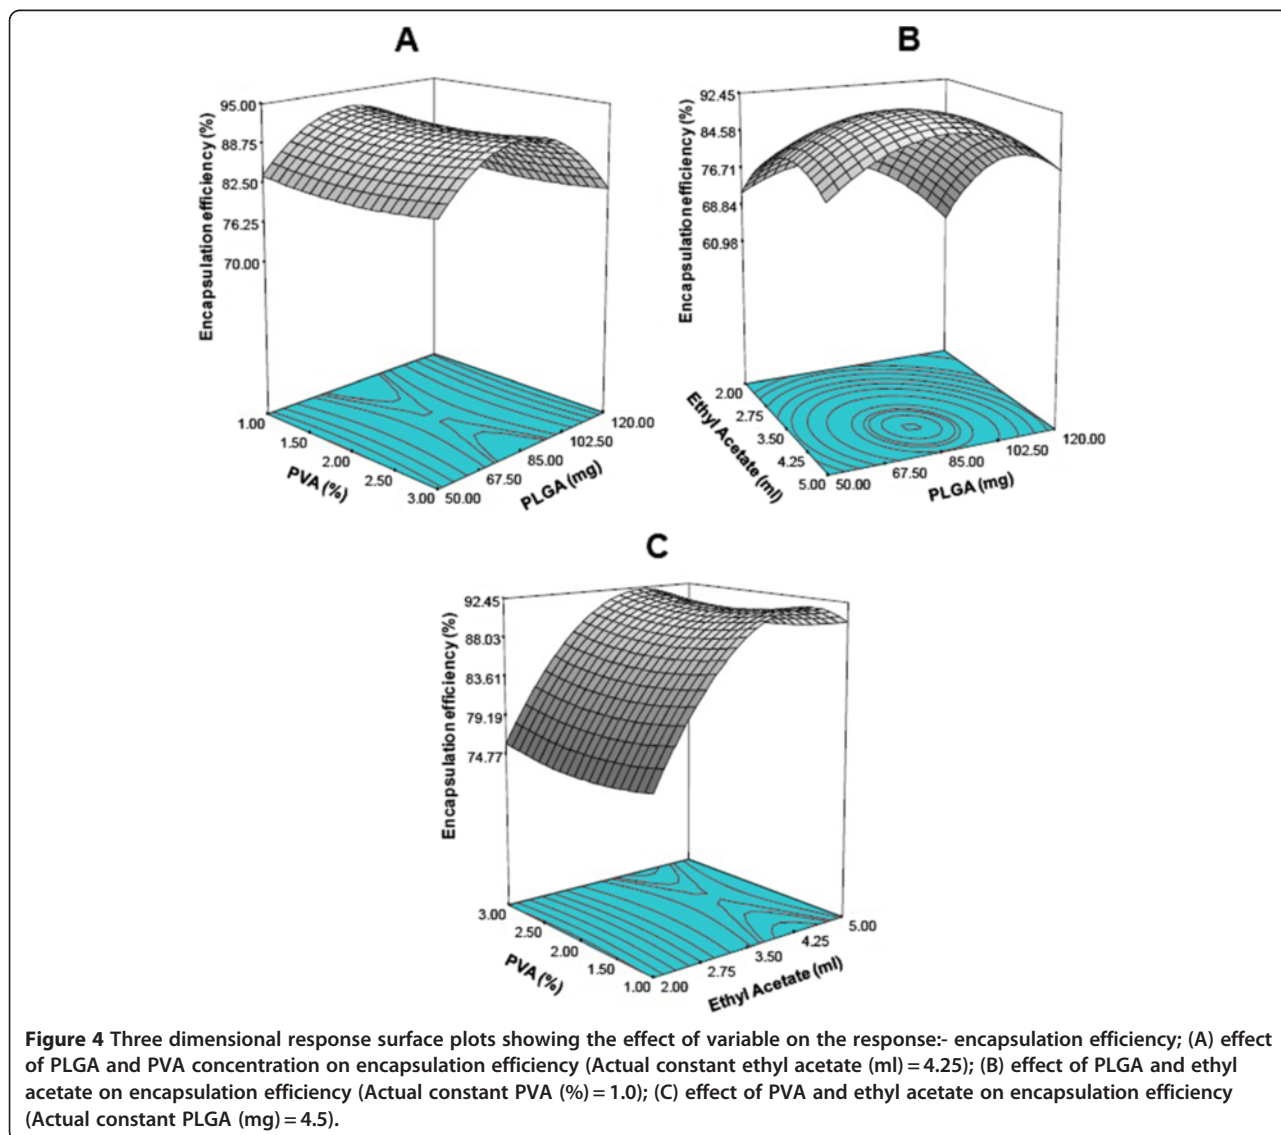 A
B
95.00
88.75
82.50
76.25
70.00
Encapsulation efficiency (%)
1.00
1.50
2.00
2.50
3.00
PVA (%)
50.00
67.50
85.00
102.50
120.00
PLGA (mg)
92.45
84.58
76.71
68.84
60.98
Encapsulation efficiency (%)
2.00
2.75
3.50
4.25
5.00
Ethyl Acetate (ml)
50.00
67.50
85.00
102.50
120.00
PLGA (mg)
C
92.45
88.03
83.61
79.19
74.77
Encapsulation efficiency (%)
3.00
2.50
2.00
1.50
1.00
PVA (%)
2.00
2.75
3.50
4.25
5.00
Ethyl Acetate (ml)
Figure 4 Three dimensional response surface plots showing the effect of variable on the response:- encapsulation efficiency; (A) effect
of PLGA and PVA concentration on encapsulation efficiency (Actual constant ethyl acetate (ml) = 4.25); (B) effect of PLGA and ethyl
acetate on encapsulation efficiency (Actual constant PVA (%) = 1.0); (C) effect of PVA and ethyl acetate on encapsulation efficiency
(Actual constant PLGA (mg) = 4.5).